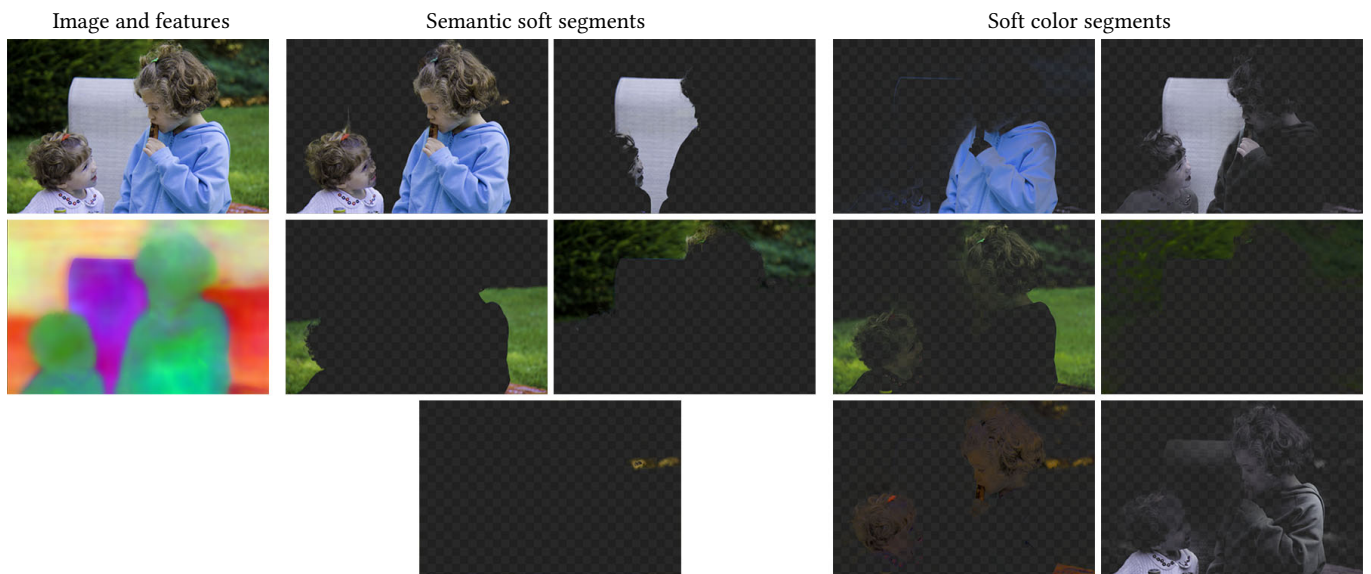 Image and features
Semantic soft segments
Soft color segments